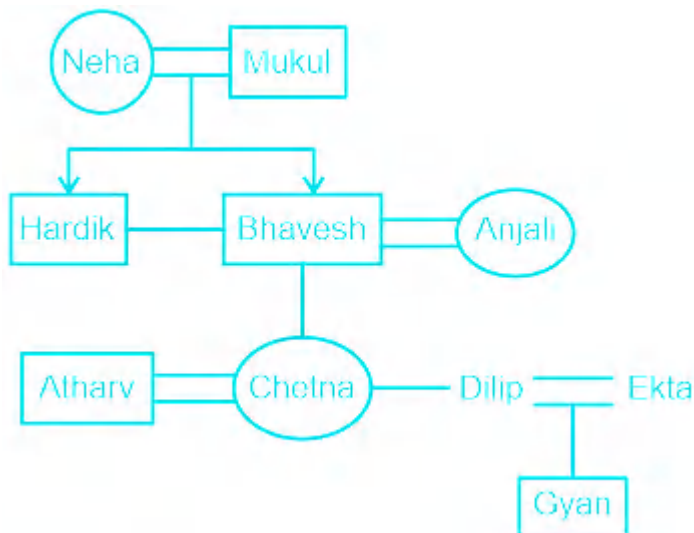 Neha
Mukul
Hardik
Bhavesh
Anjali
Atharv
Chetna
Dilip
Ekta
Gyan